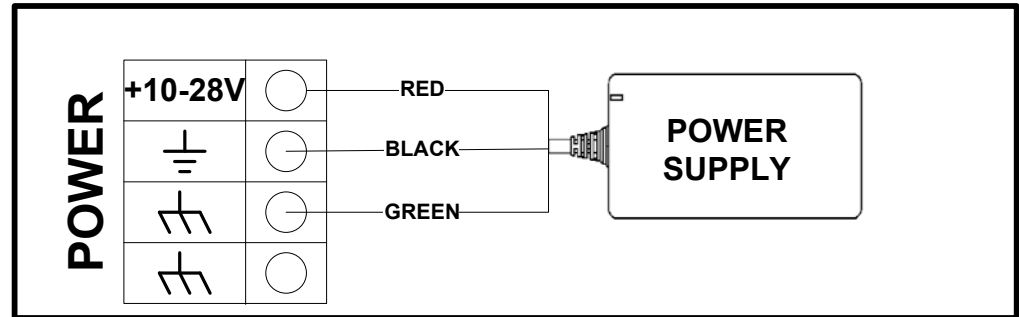 POWER
+10-28V
RED
BLACK
GREEN
POWER
SUPPLY